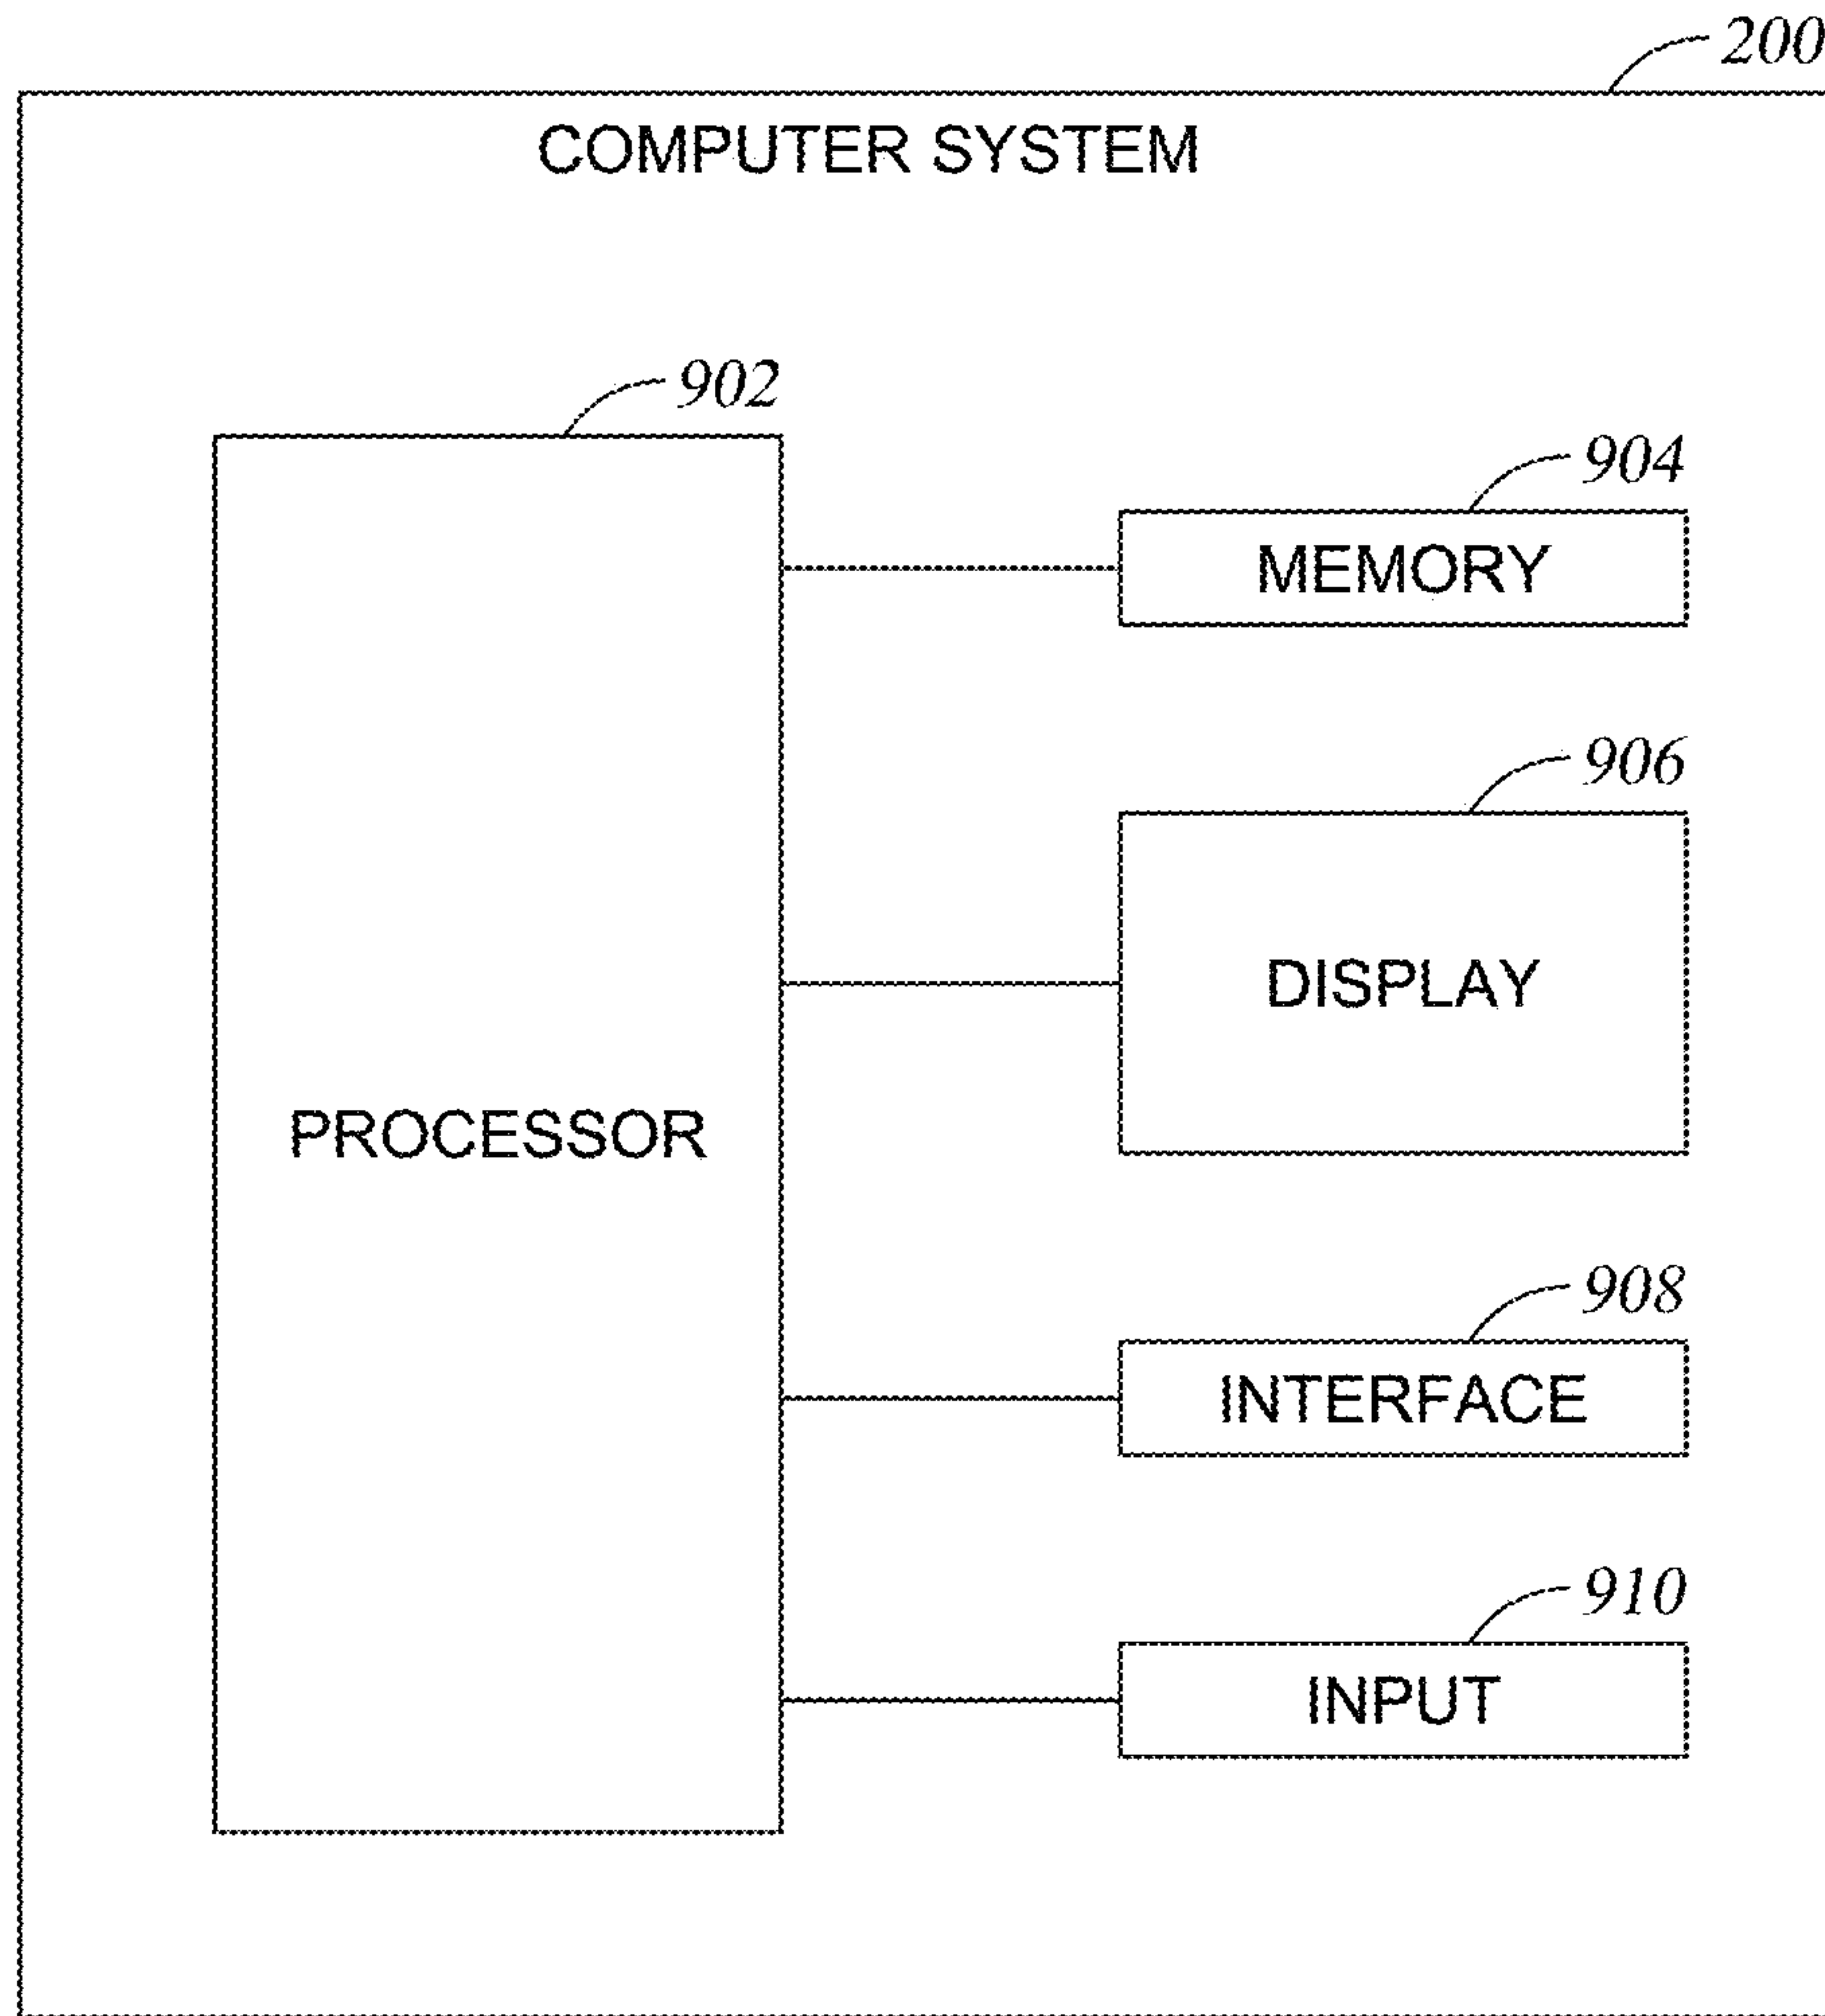 200
COMPUTER SYSTEM
902
904
MEMORY
906
DISPLAY
PROCESSOR
908
INTERFACE
910
INPUT